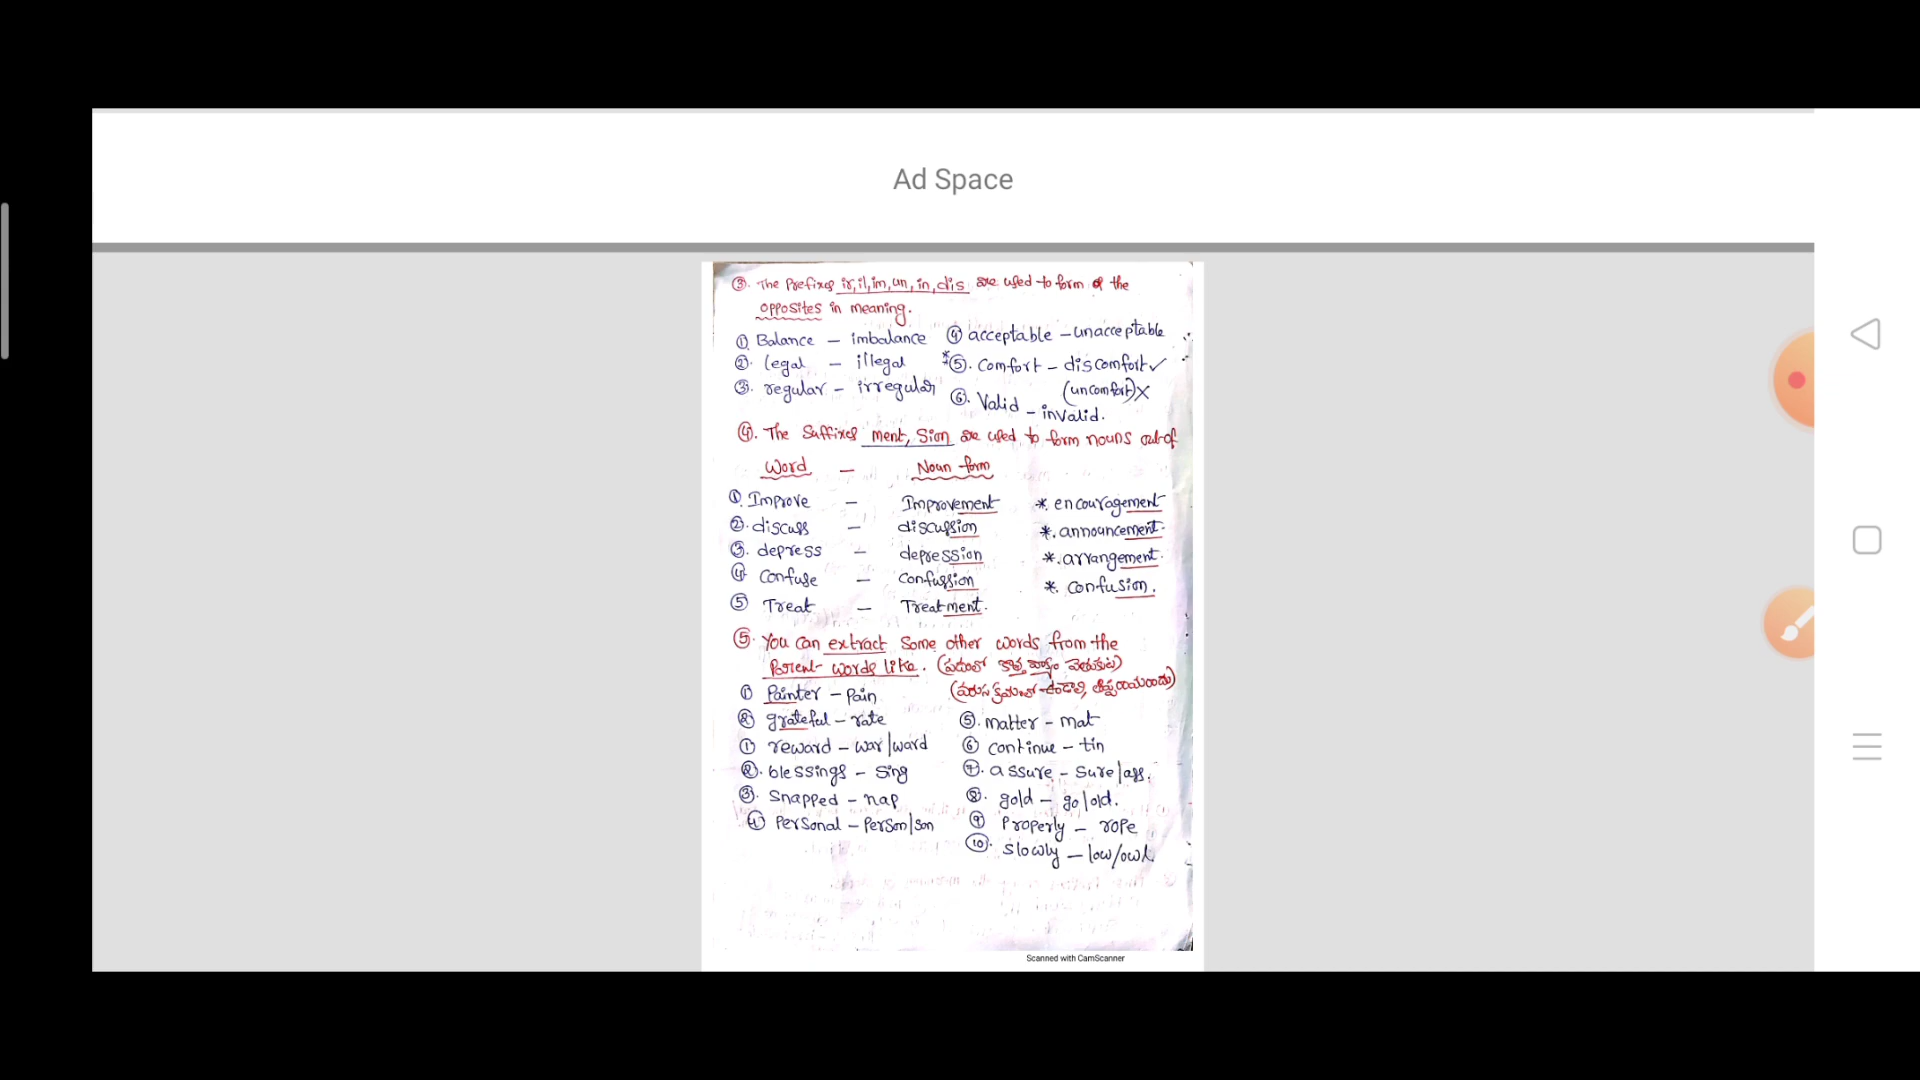 Ad Space
③. The Prefixes ir, il, im, un, in, dis are used to form of the
opposites in meaning.
① Balance – imbalance ④ acceptable – unacceptable
②. legal – illegal *⑤. Comfort – discomfort✓
③. regular – irregular (uncomfort)X
⑥. Valid – invalid.
④. The Suffixes ment, Sion are used to form nouns out of
Word – Noun form
① Improve – Improvement *. encouragement
②. discuss – discussion *. announcement.
③. depress – depression *. arrangement.
④ Confuse – Confussion *. Confusion.
⑤ Treat – Treatment.
⑤. You can extract some other words from the
Parent words like. (పదంలో కొత్త
① Painter – Pain
② grateful – rate ⑤. matter – mat
① reward – war/ward ⑥ continue – tin
②. blessings – Sing ⑦. assure – Sure/ass.
③. Snapped – nap ⑧. gold – go/old.
④ Personal – Person/son ⑨ Properly – rope
⑩. slowly – low/owl
Scanned with CamScanner